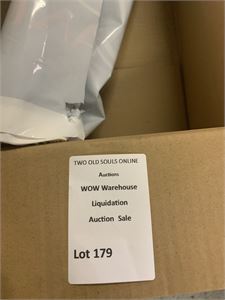 TWO OLD SOULS ONLINE
Auctions
WOW Warehouse
Liquidation
Auction Sale
Lot 179